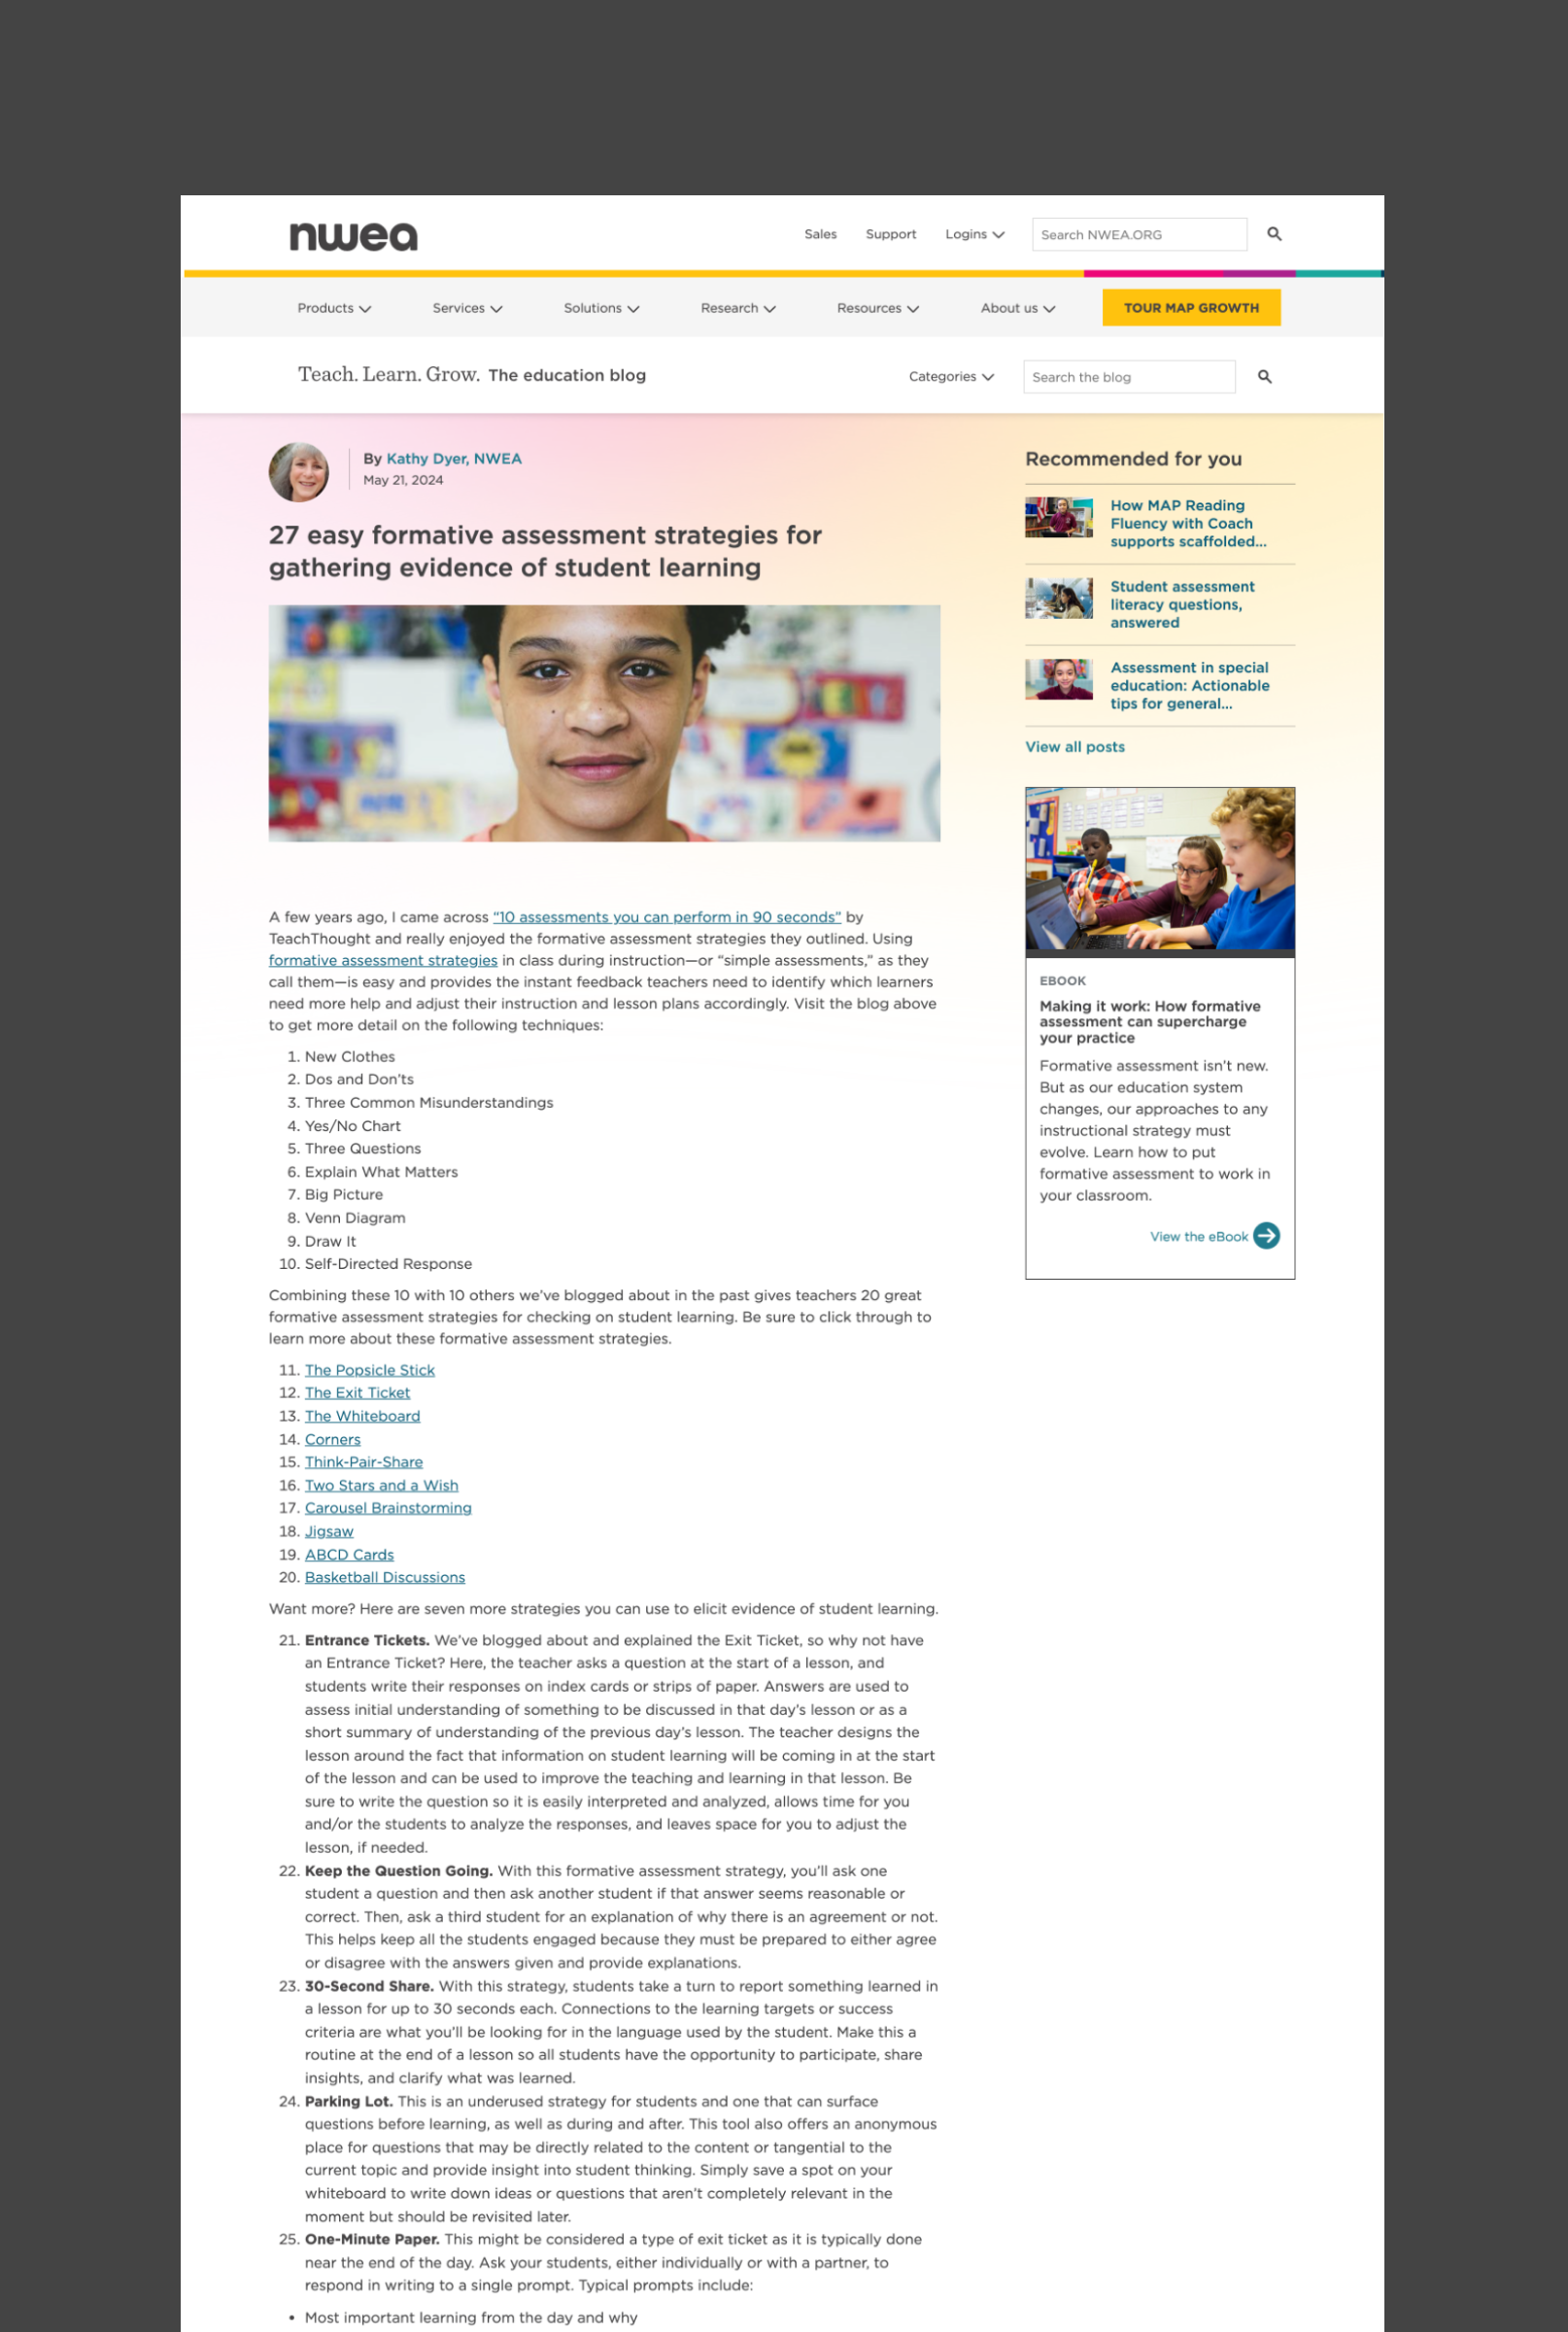 nwea
Sales Support Logins Search NWEA.ORG
Products Services Solutions Research Resources About us TOUR MAP GROWTH
Teach. Learn. Grow. The education blog Categories Search the blog
By Kathy Dyer, NWEA
May 21, 2024
27 easy formative assessment strategies for
gathering evidence of student learning
A few years ago, I came across “10 assessments you can perform in 90 seconds” by
TeachThought and really enjoyed the formative assessment strategies they outlined. Using
formative assessment strategies in class during instruction—or “simple assessments,” as they
call them—is easy and provides the instant feedback teachers need to identify which learners
need more help and adjust their instruction and lesson plans accordingly. Visit the blog above
to get more detail on the following techniques:
1. New Clothes
2. Dos and Don’ts
3. Three Common Misunderstandings
4. Yes/No Chart
5. Three Questions
6. Explain What Matters
7. Big Picture
8. Venn Diagram
9. Draw It
10. Self-Directed Response
Combining these 10 with 10 others we’ve blogged about in the past gives teachers 20 great
formative assessment strategies for checking on student learning. Be sure to click through to
learn more about these formative assessment strategies.
11. The Popsicle Stick
12. The Exit Ticket
13. The Whiteboard
14. Corners
15. Think-Pair-Share
16. Two Stars and a Wish
17. Carousel Brainstorming
18. Jigsaw
19. ABCD Cards
20. Basketball Discussions
Want more? Here are seven more strategies you can use to elicit evidence of student learning.
21. Entrance Tickets. We’ve blogged about and explained the Exit Ticket, so why not have
an Entrance Ticket? Here, the teacher asks a question at the start of a lesson, and
students write their responses on index cards or strips of paper. Answers are used to
assess initial understanding of something to be discussed in that day’s lesson or as a
short summary of understanding of the previous day’s lesson. The teacher designs the
lesson around the fact that information on student learning will be coming in at the start
of the lesson and can be used to improve the teaching and learning in that lesson. Be
sure to write the question so it is easily interpreted and analyzed, allows time for you
and/or the students to analyze the responses, and leaves space for you to adjust the
lesson, if needed.
22. Keep the Question Going. With this formative assessment strategy, you’ll ask one
student a question and then ask another student if that answer seems reasonable or
correct. Then, ask a third student for an explanation of why there is an agreement or not.
This helps keep all the students engaged because they must be prepared to either agree
or disagree with the answers given and provide explanations.
23. 30-Second Share. With this strategy, students take a turn to report something learned in
a lesson for up to 30 seconds each. Connections to the learning targets or success
criteria are what you’ll be looking for in the language used by the student. Make this a
routine at the end of a lesson so all students have the opportunity to participate, share
insights, and clarify what was learned.
24. Parking Lot. This is an underused strategy for students and one that can surface
questions before learning, as well as during and after. This tool also offers an anonymous
place for questions that may be directly related to the content or tangential to the
current topic and provide insight into student thinking. Simply save a spot on your
whiteboard to write down ideas or questions that aren’t completely relevant in the
moment but should be revisited later.
25. One-Minute Paper. This might be considered a type of exit ticket as it is typically done
near the end of the day. Ask your students, either individually or with a partner, to
respond in writing to a single prompt. Typical prompts include:
• Most important learning from the day and why
Recommended for you
How MAP Reading
Fluency with Coach
supports scaffolded...
Student assessment
literacy questions,
answered
Assessment in special
education: Actionable
tips for general...
View all posts
EBOOK
Making it work: How formative
assessment can supercharge
your practice
Formative assessment isn’t new.
But as our education system
changes, our approaches to any
instructional strategy must
evolve. Learn how to put
formative assessment to work in
your classroom.
View the eBook